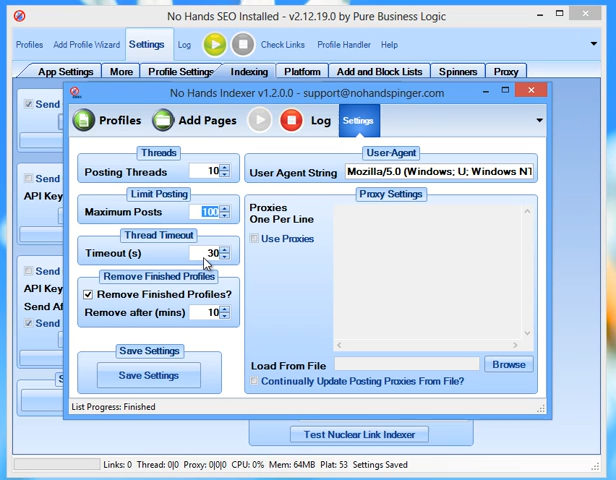 No Hands SEO Installed - v2.12.19.0 by Pure Business Logic
Profiles Add Profile Wizard Settings Log Check Links Profile Handler Help
App Settings More Profile Settings Indexing Platform Add and Block Lists Spinners Proxy
No Hands Indexer v1.2.0.0 - support@nohandspinger.com
Profiles Add Pages Log Settings
Send
API Key
Send
API Key
Send Af
Send
Threads
Posting Threads 10
Limit Posting
Maximum Posts 100
Thread Timeout
Timeout (s) 30
Remove Finished Profiles
Remove Finished Profiles?
Remove after (mins) 10
Save Settings
Save Settings
User-Agent
User Agent String Mozilla/5.0 (Windows; U; Windows NT
Proxy Settings
Proxies
One Per Line
Use Proxies
Load From File Browse
Continually Update Posting Proxies From File?
List Progress: Finished
Test Nuclear Link Indexer
Links: 0 Thread: 0|0 Proxy: 0|0|0 CPU: 0% Mem: 64MB Plat: 53 Settings Saved